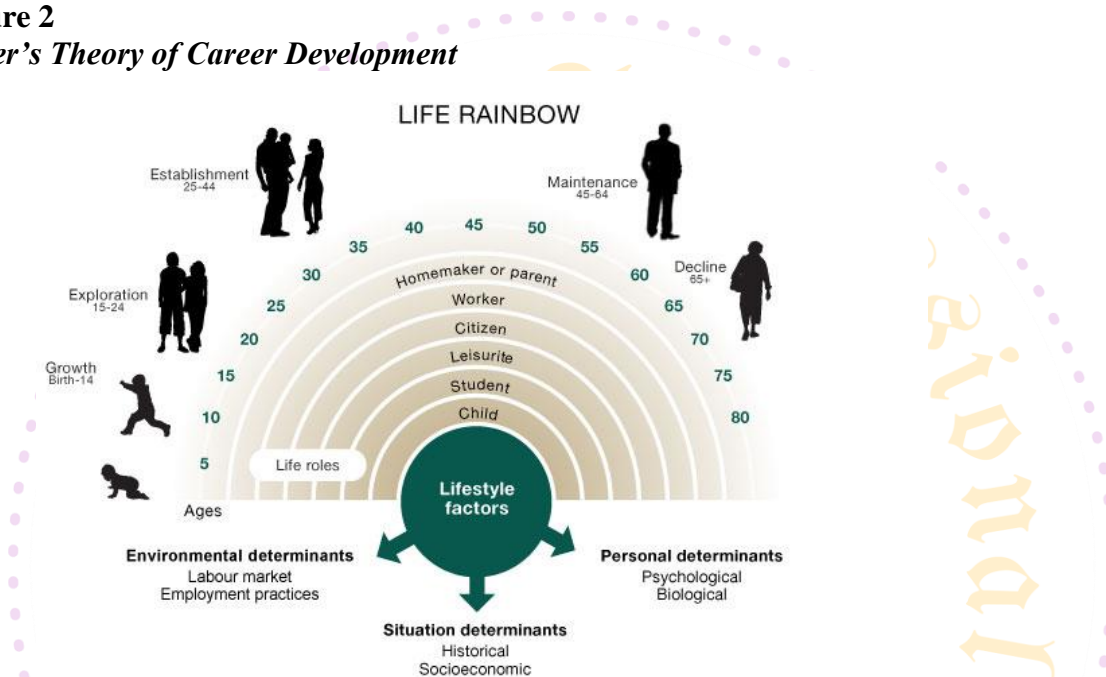 re 2
er's Theory of Career Development
LIFE RAINBOW
Establishment
25-44
Maintenance
45-64
Exploration
15-24
Decline
65+
Growth
Birth-14
5
10
15
20
25
30
35
40
45
50
55
60
65
70
75
80
Ages
Homemaker or parent
Worker
Citizen
Leisurite
Student
Child
Life roles
Lifestyle
factors
Environmental determinants
Labour market
Employment practices
Personal determinants
Psychological
Biological
Situation determinants
Historical
Socioeconomic